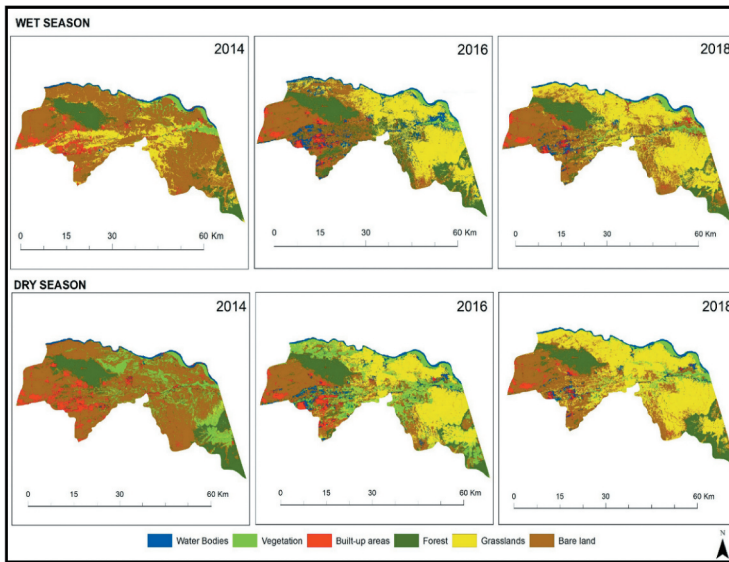 WET SEASON
2014
2016
2018
0 15 30 60 Km
0 15 30 60 Km
0 15 30 60 Km
DRY SEASON
2014
2016
2018
0 15 30 60 Km
0 15 30 60 Km
0 15 30 60 Km
Water Bodies Vegetation Built-up areas Forest Grasslands Bare land
N